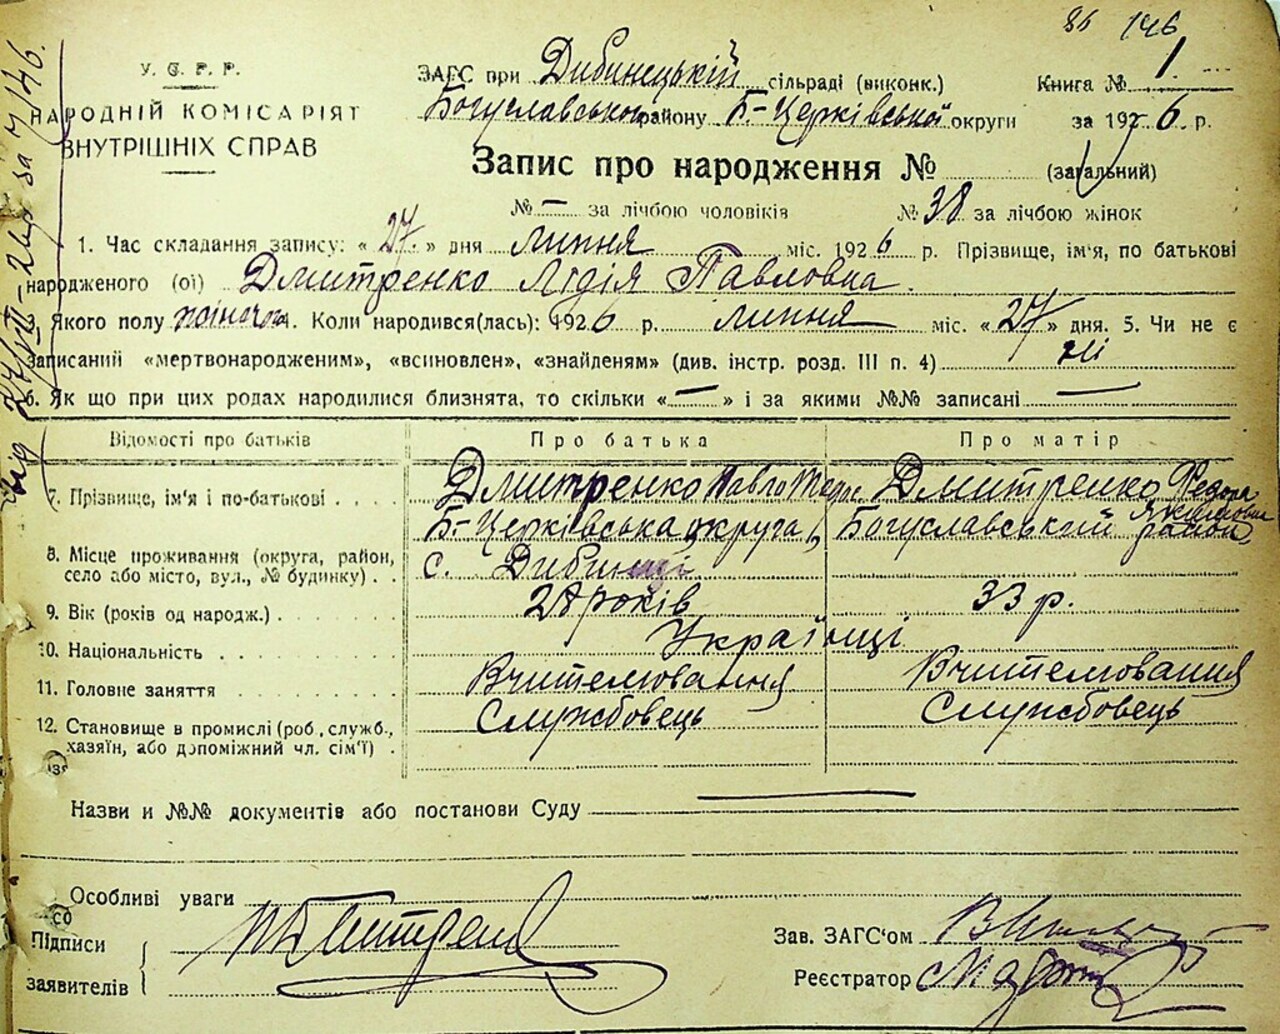 86 146
У. С. Р. Р.
НАРОДНІЙ КОМІСАРІЯТ
ВНУТРІШНІХ СПРАВ
ЗАГС при Дибинецькій сільраді (виконк.) Книга № 1
Богуславського району Б.-Церківської округи за 1926 р.
Запис про народження № (загальний)
№ — за лічбою чоловіків № 38 за лічбою жінок
1. Час складання запису: «27» дня липня міс. 1926 р. Прізвище, ім'я, по батькові
народженого (ої) Дмитренко Лідія Павловна.
3. Якого полу жіночої 4. Коли народився(лась): 1926 р. липня міс. «27» дня. 5. Чи не є
записаний «мертвонародженим», «всиновлен», «знайденям» (див. інстр. розд. III п. 4) ні
6. Як що при цих родах народилися близнята, то скільки «—» і за якими №№ записані —
Відомості про батьків Про батька Про матір
7. Прізвище, ім'я і по-батькові Дмитренко Павло Дмитренко Федора
Якимовна
Б.-Церківська округа, Богуславський район,
8. Місце проживання (округа, район,
село або місто, вул., № будинку) с. Дибинці
9. Вік (років од народж.) 28 років 33 р.
10. Національність Українці
11. Головне заняття Вчителювання Вчителювання
12. Становище в промислі (роб., служб., Службовець Службовець
хазяїн, або допоміжний чл. сім'ї)
Назви и №№ документів або постанови Суду —
Особливі уваги
Підписи
заявителів
Зав. ЗАГС'ом
Реєстратор